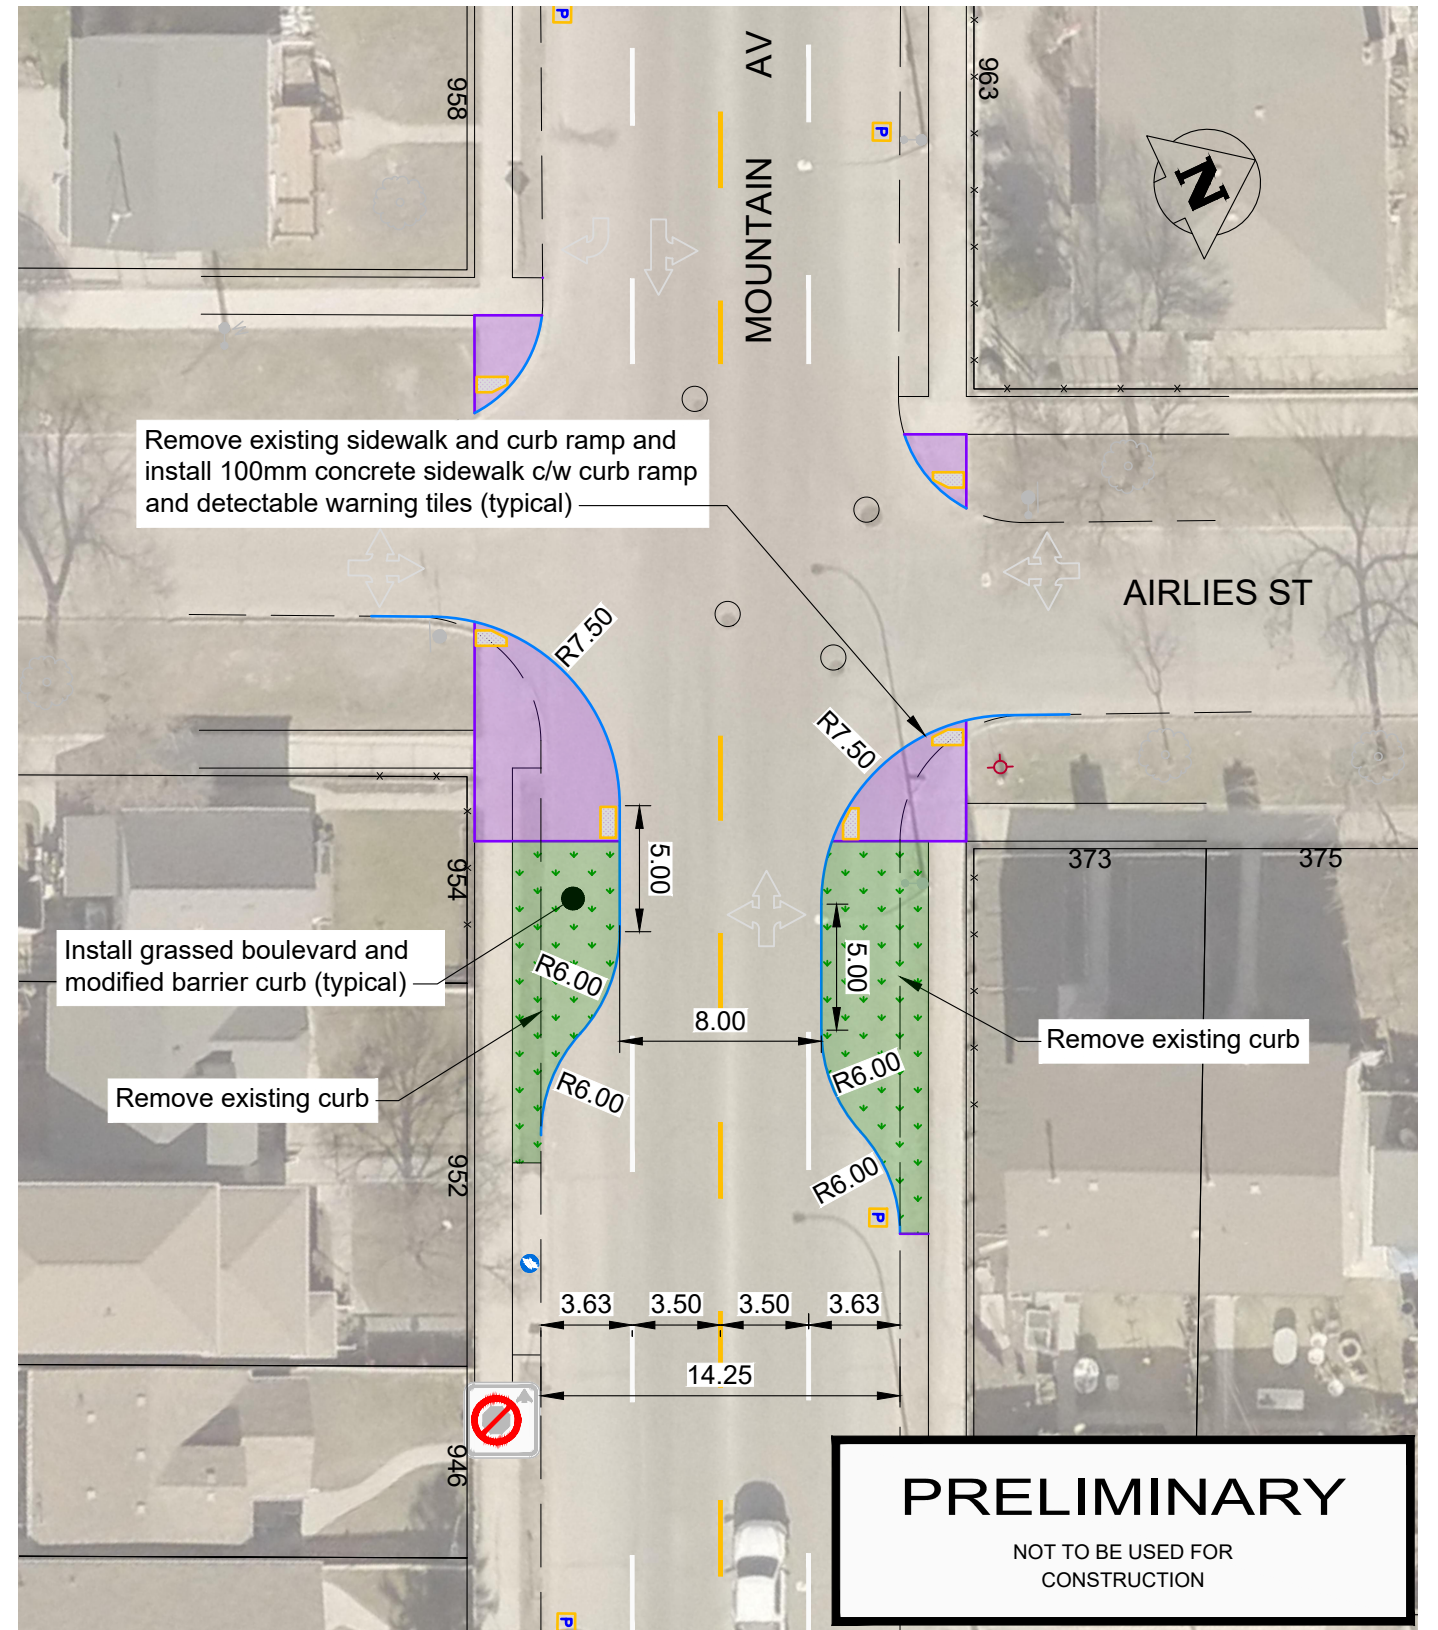 P
AV
958
963
P
MOUNTAIN
N
Remove existing sidewalk and curb ramp and
install 100mm concrete sidewalk c/w curb ramp
and detectable warning tiles (typical)
AIRLIES ST
R7.50
R7.50
373
375
954
5.00
Install grassed boulevard and
modified barrier curb (typical)
R6.00
5.00
8.00
Remove existing curb
R6.00
Remove existing curb
R6.00
952
R6.00
P
3.63
3.50
3.50
3.63
14.25
946
PRELIMINARY
NOT TO BE USED FOR
CONSTRUCTION
P